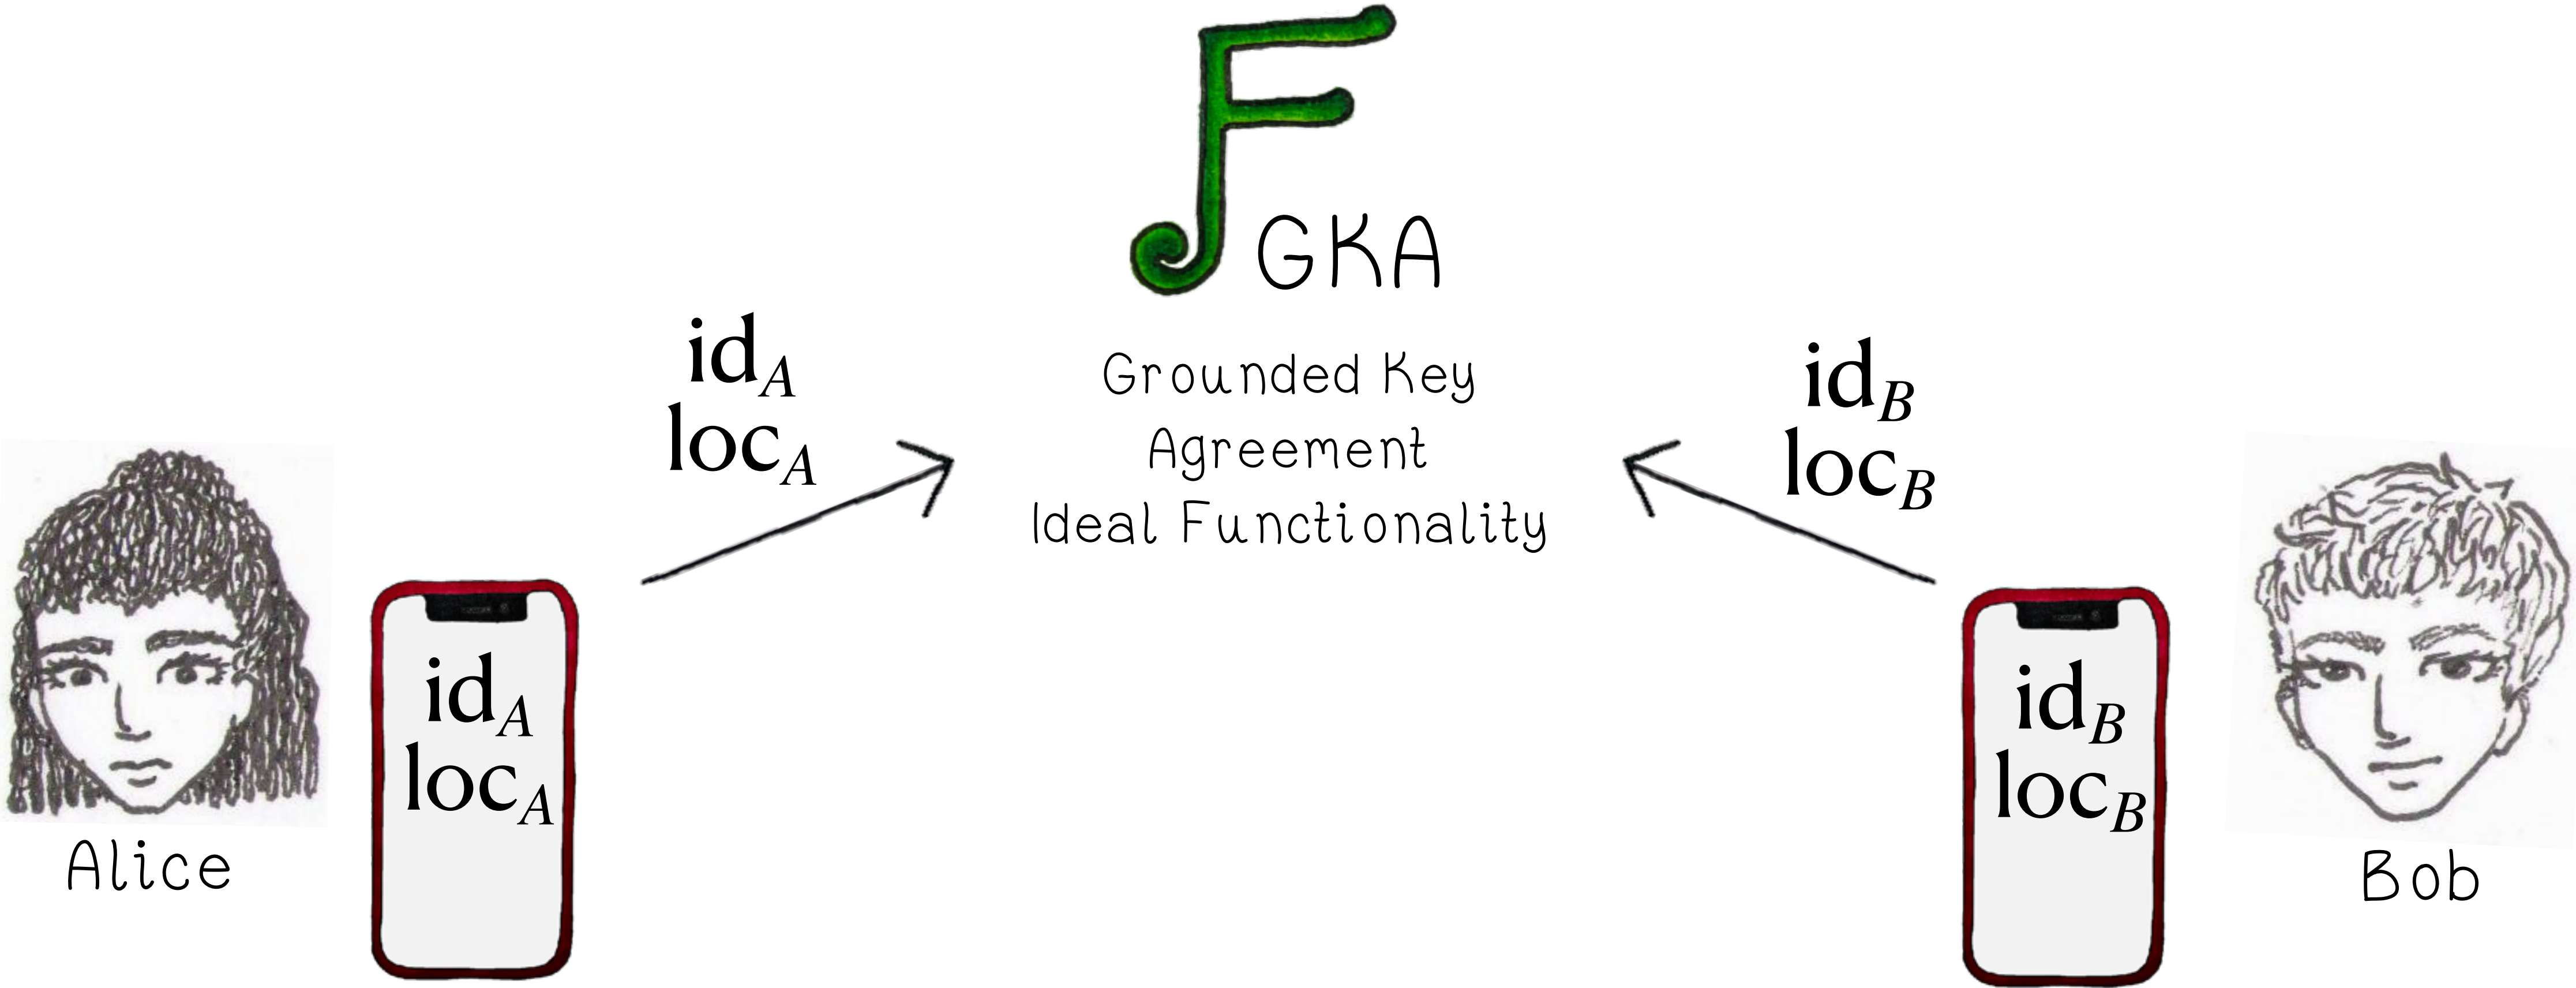 F GKA
Grounded Key
Agreement
Ideal Functionality
id_A
loc_A
id_B
loc_B
id_A
loc_A
Alice
id_B
loc_B
Bob